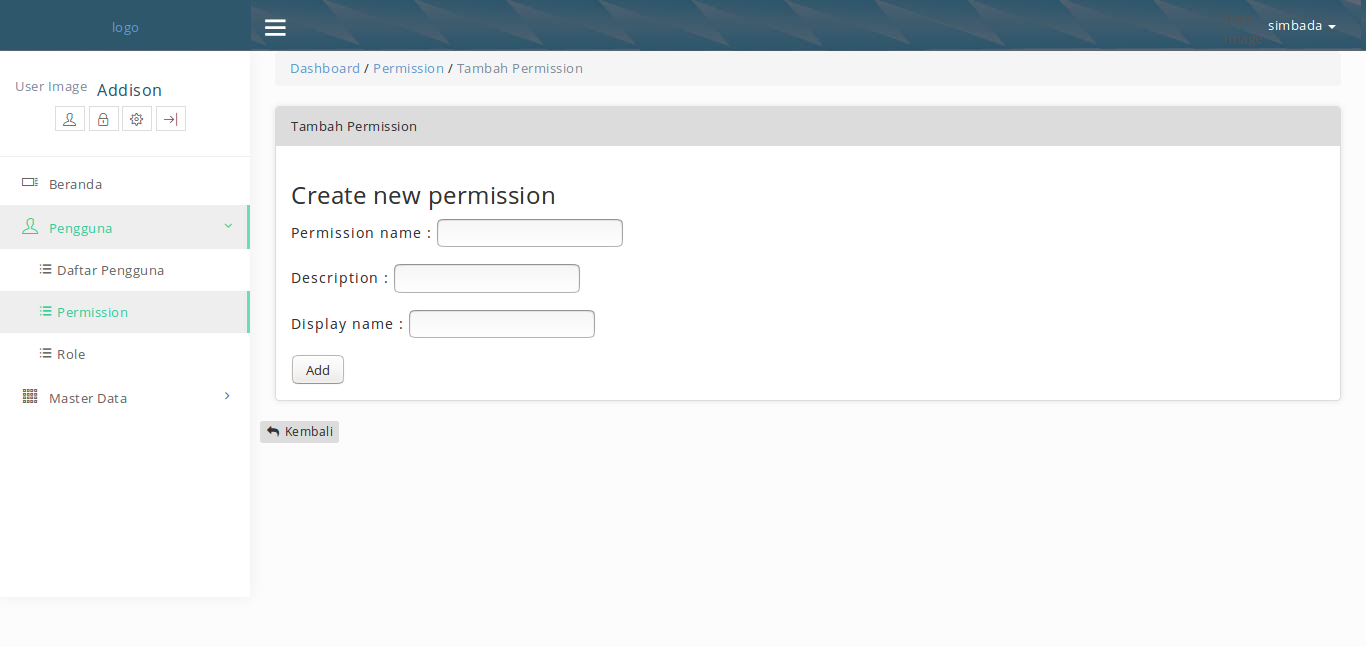 logo
simbada
User Image Addison
Dashboard / Permission / Tambah Permission
Tambah Permission
Beranda
Pengguna
Daftar Pengguna
Permission
Role
Master Data
Create new permission
Permission name :
Description :
Display name :
Add
Kembali